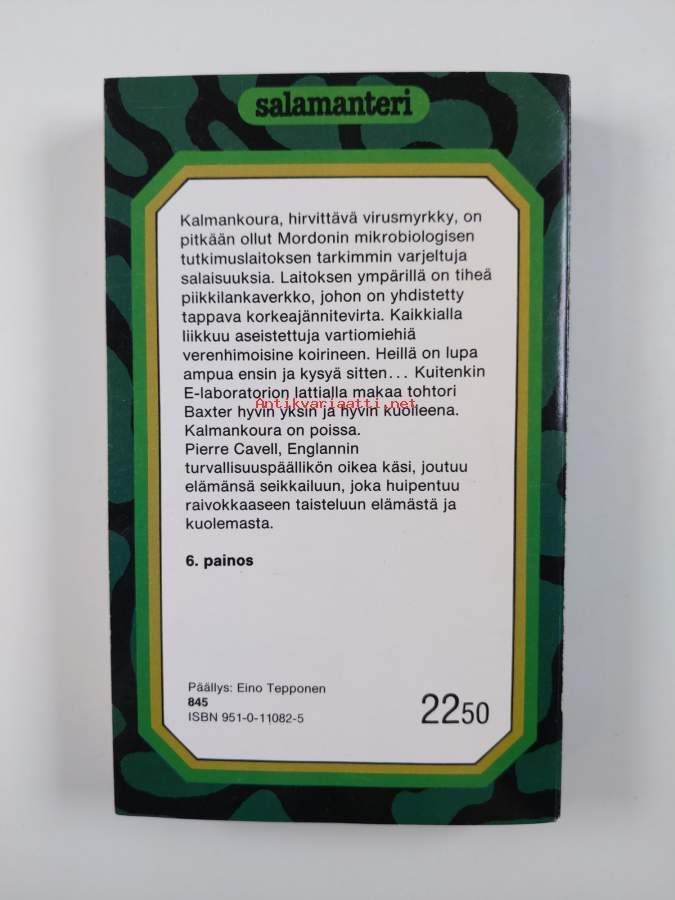 salamanteri
Kalmankoura, hirvittävä virusmyrkky, on
pitkään ollut Mordonin mikrobiologisen
tutkimuslaitoksen tarkimmin varjeltuja
salaisuuksia. Laitoksen ympärillä on tiheä
piikkilankaverkko, johon on yhdistetty
tappava korkeajännitevirta. Kaikkialla
liikkuu aseistettuja vartiomiehiä
verenhimoisine koirineen. Heillä on lupa
ampua ensin ja kysyä sitten... Kuitenkin
E-laboratorion lattialla makaa tohtori
Antikvariaatti.net
Baxter hyvin yksin ja hyvin kuolleena.
Kalmankoura on poissa.
Pierre Cavell, Englannin
turvallisuuspäällikön oikea käsi, joutuu
elämänsä seikkailuun, joka huipentuu
raivokkaaseen taisteluun elämästä ja
kuolemasta.
6. painos
Päällys: Eino Tepponen
845
ISBN 951-0-11082-5
2250